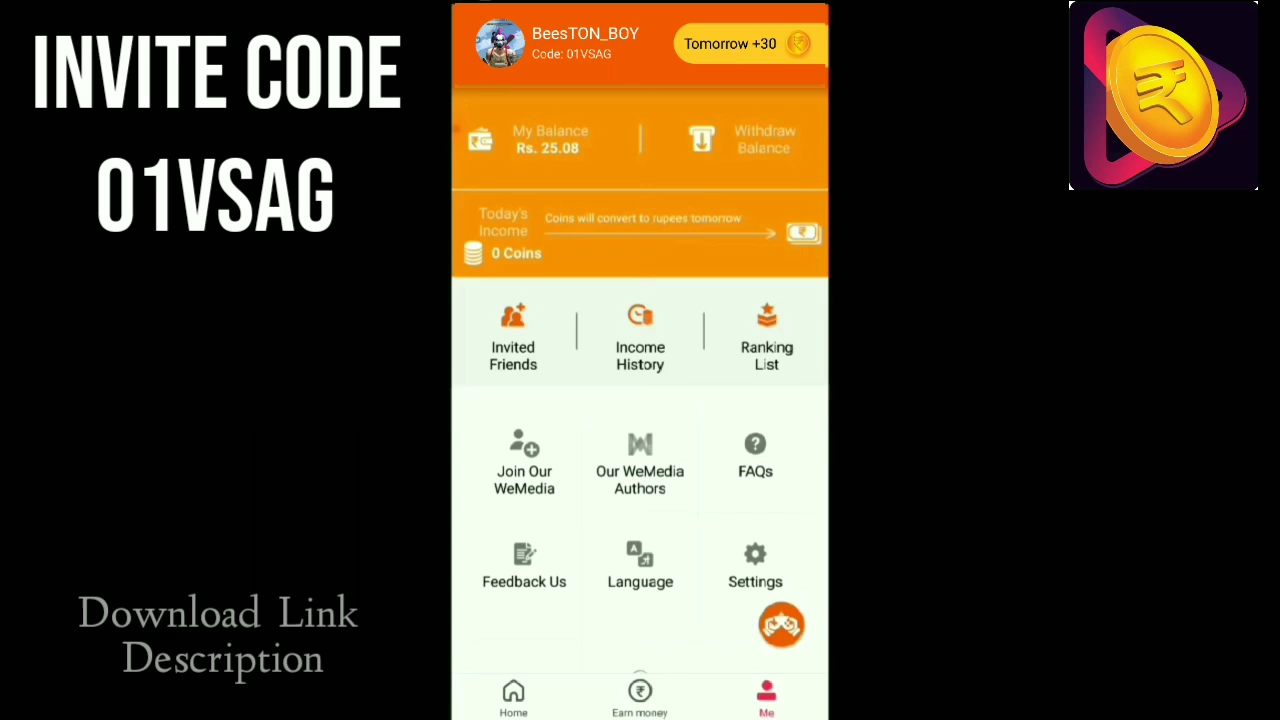 INVITE CODE
01VSAG
BeesTON_BOY
Code: 01VSAG
Tomorrow +30
My Balance
Rs. 25.08
Withdraw
Balance
Today's
Income
Coins will convert to rupees tomorrow
0 Coins
Invited
Friends
Income
History
Ranking
List
Join Our
WeMedia
Our WeMedia
Authors
FAQs
Feedback Us
Language
Settings
Home
Earn money
Me
Download Link
Description